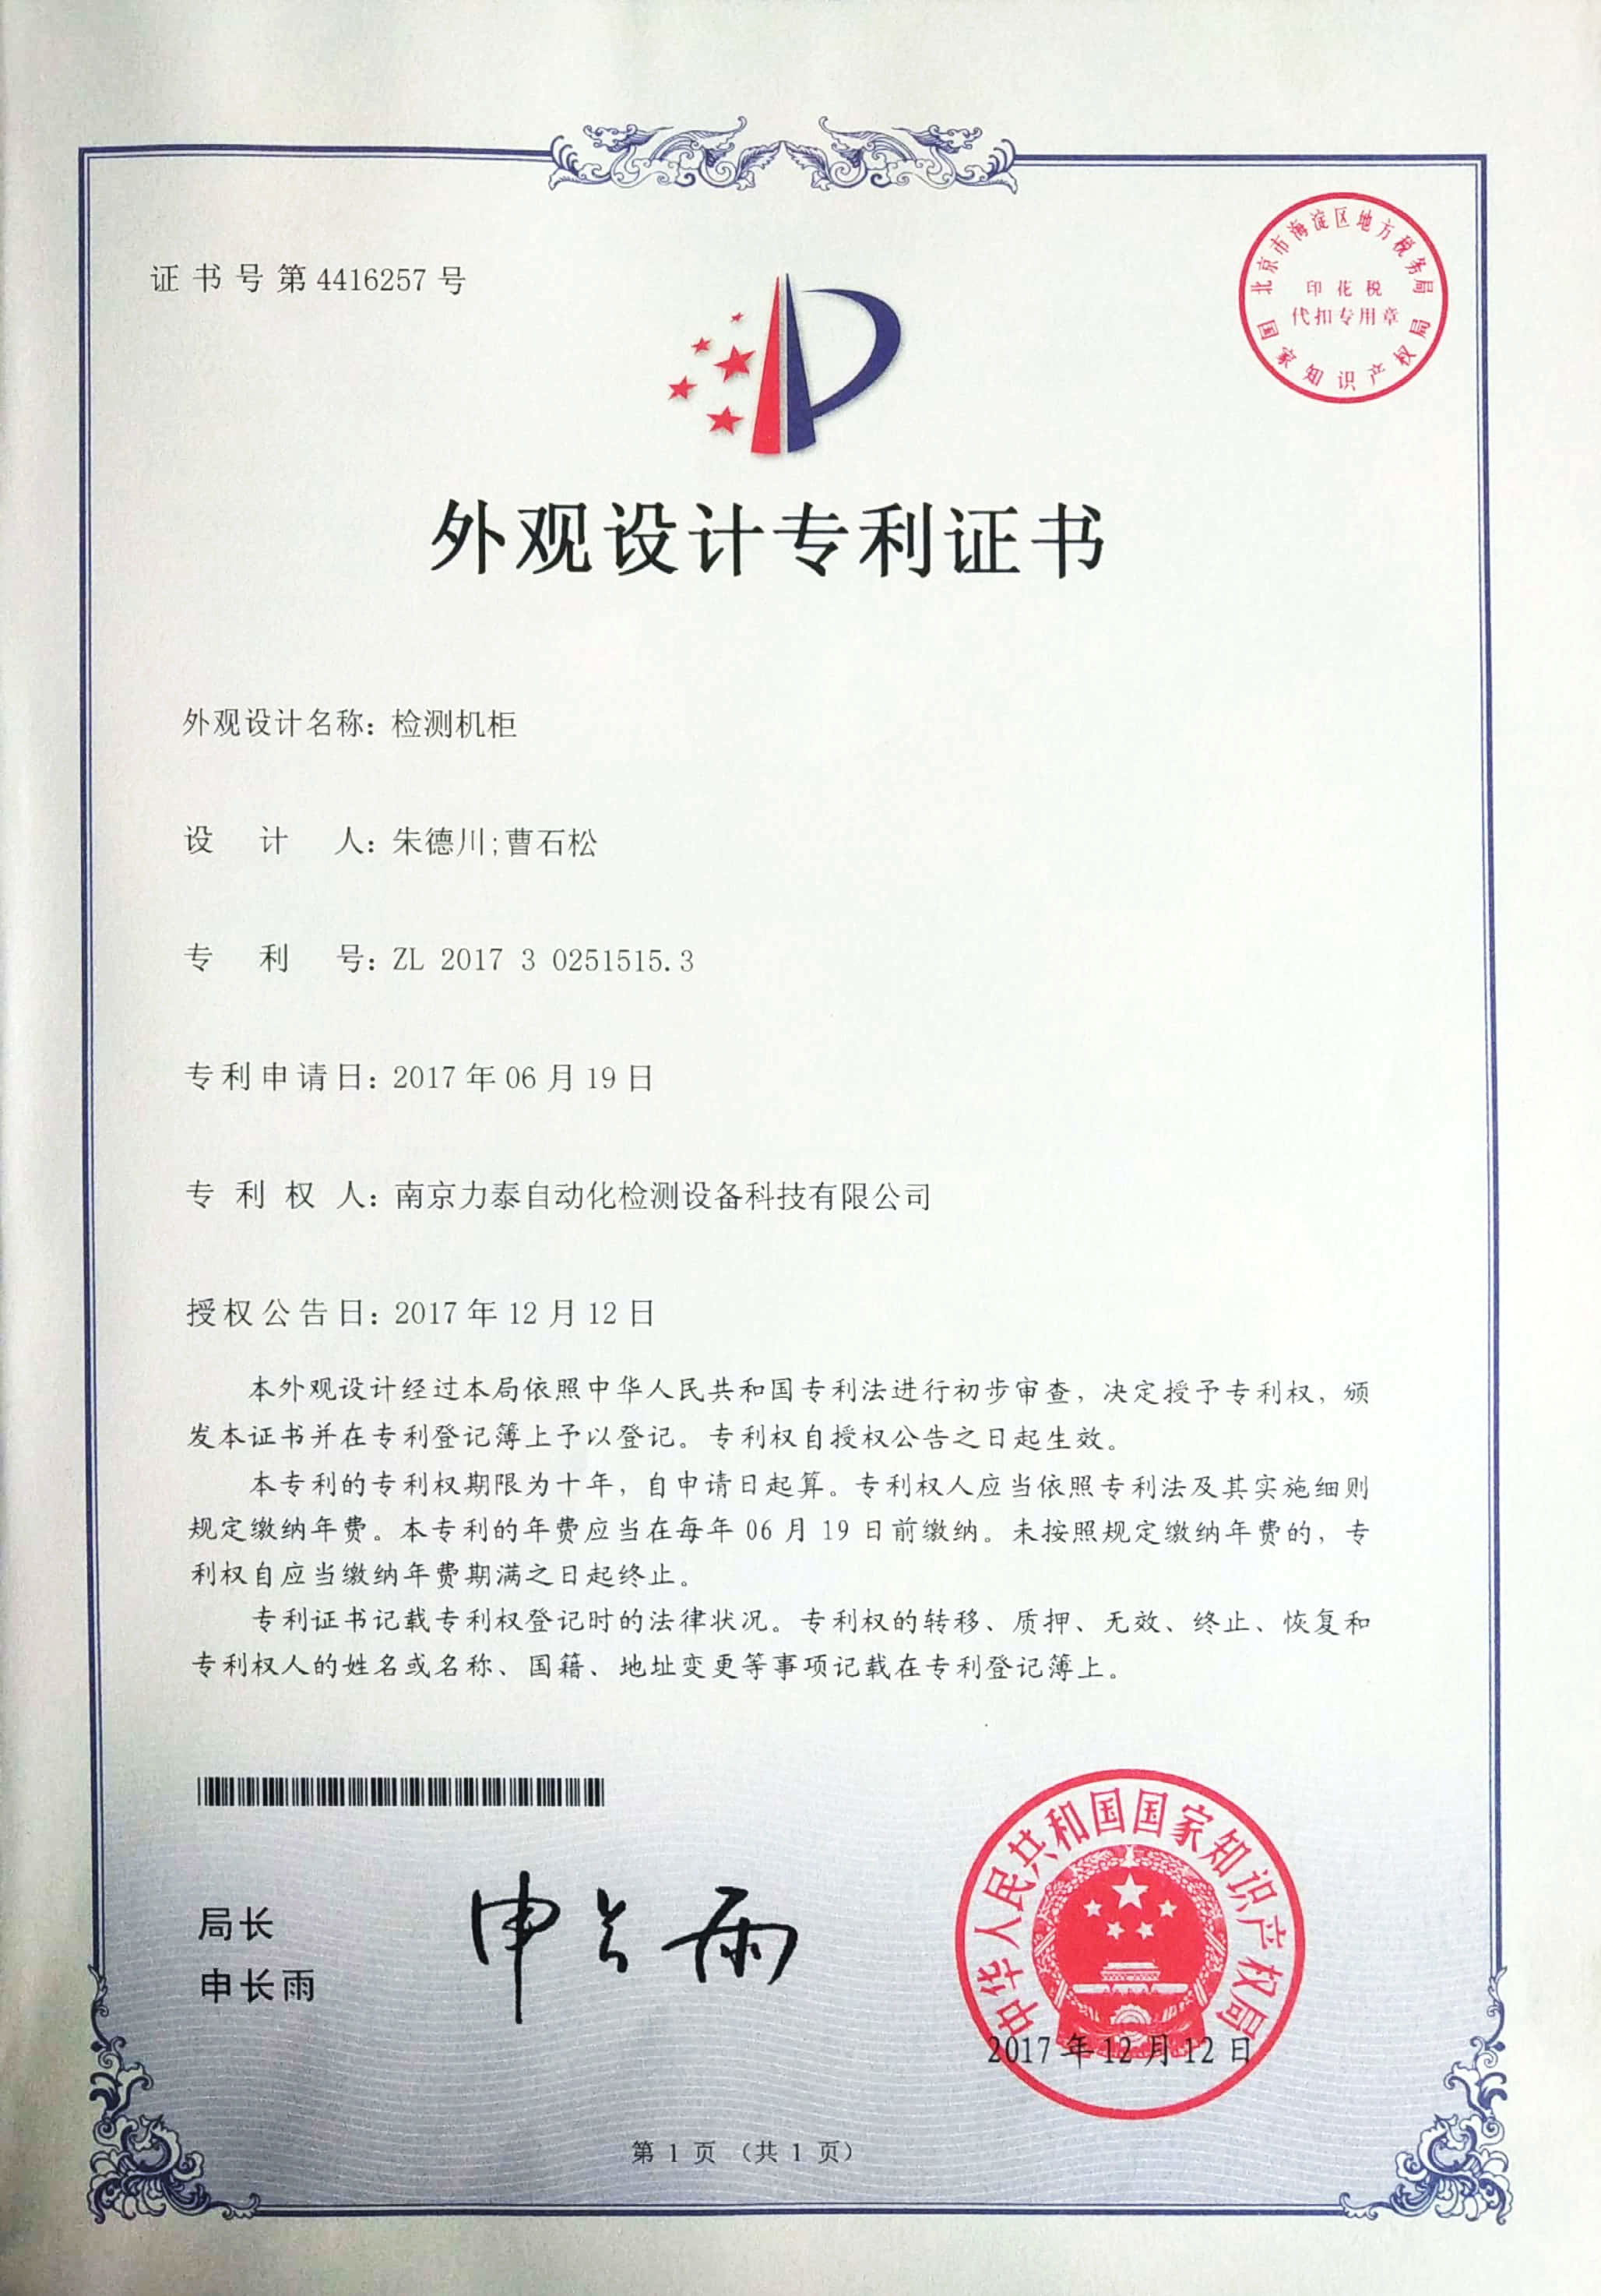 证书号第4416257号
北京市海淀区地方税务局
印花税
代扣专用章
国家知识产权局
外观设计专利证书
外观设计名称：检测机柜
设计人：朱德川;曹石松
专利号：ZL 2017 3 0251515.3
专利申请日：2017年06月19日
专利权人：南京力泰自动化检测设备科技有限公司
授权公告日：2017年12月12日
本外观设计经过本局依照中华人民共和国专利法进行初步审查，决定授予专利权，颁
发本证书并在专利登记簿上予以登记。专利权自授权公告之日起生效。
本专利的专利权期限为十年，自申请日起算。专利权人应当依照专利法及其实施细则
规定缴纳年费。本专利的年费应当在每年06月19日前缴纳。未按照规定缴纳年费的，专
利权自应当缴纳年费期满之日起终止。
专利证书记载专利权登记时的法律状况。专利权的转移、质押、无效、终止、恢复和
专利权人的姓名或名称、国籍、地址变更等事项记载在专利登记簿上。
局长
申长雨
申长雨
中华人民共和国国家知识产权局
2017年12月12日
第1页（共1页）